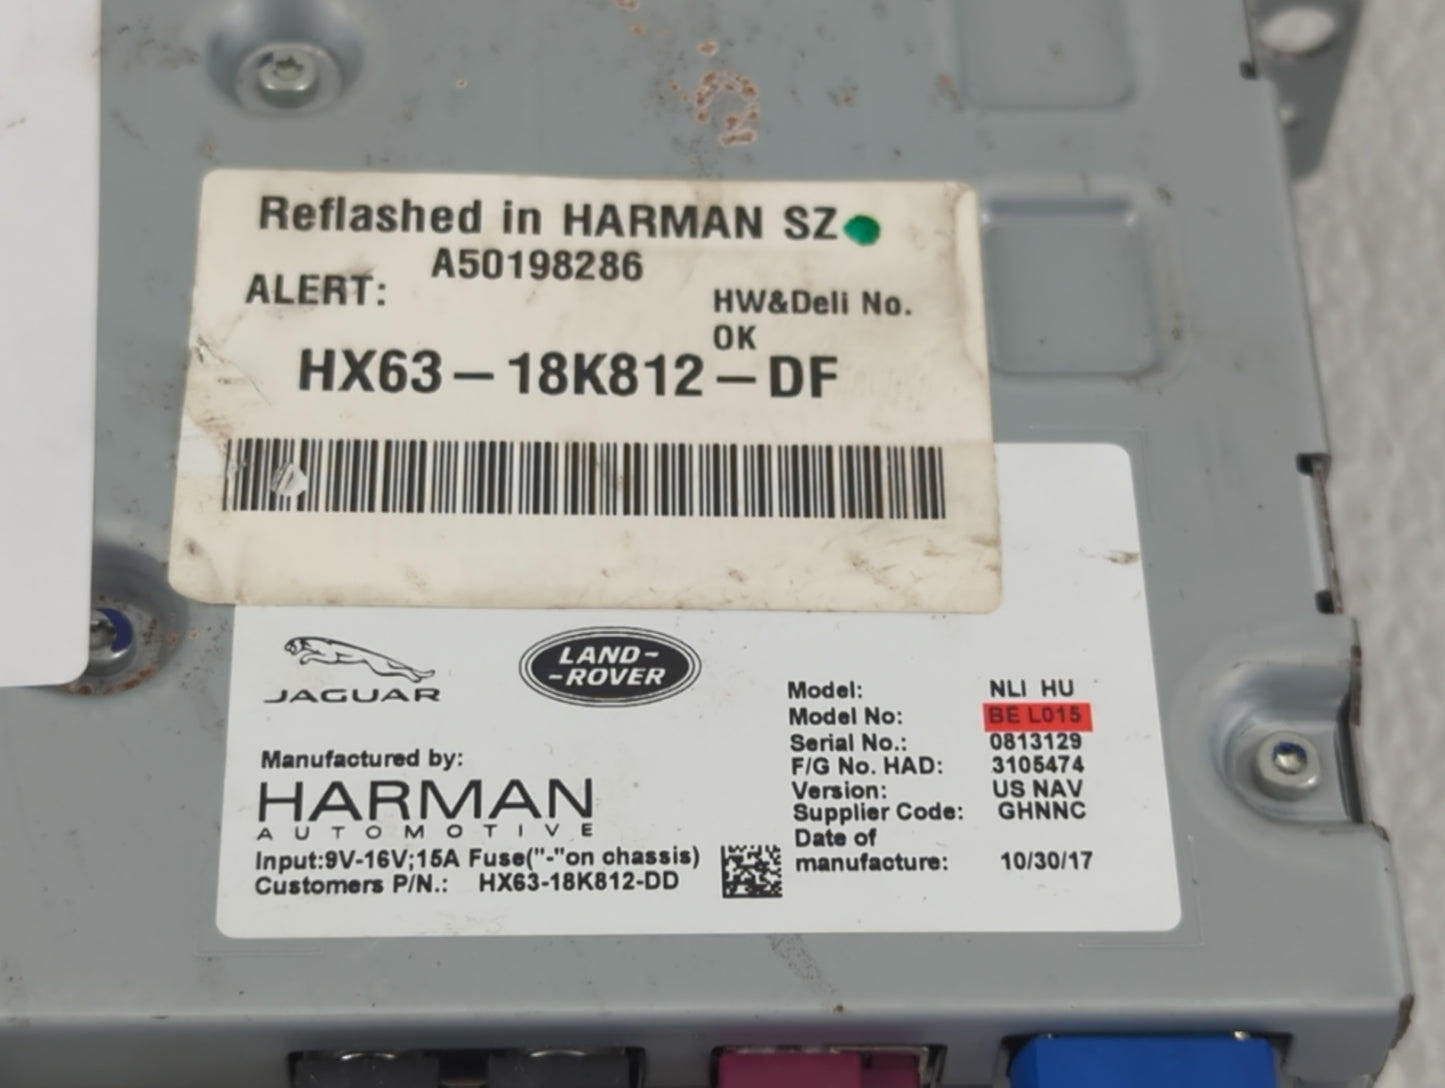 Reflashed in HARMAN SZ
A50198286
ALERT:
HW&Deli No.
OK
HX63-18K812-DF
JAGUAR
LAND-
-ROVER
Manufactured by:
HARMAN
AUTOMOTIVE
Input:9V-16V;15A Fuse("-"on chassis)
Customers P/N.: HX63-18K812-DD
Model: NLI HU
Model No: BE L015
Serial No.: 0813129
F/G No. HAD: 3105474
Version: US NAV
Supplier Code: GHNNC
Date of
manufacture: 10/30/17